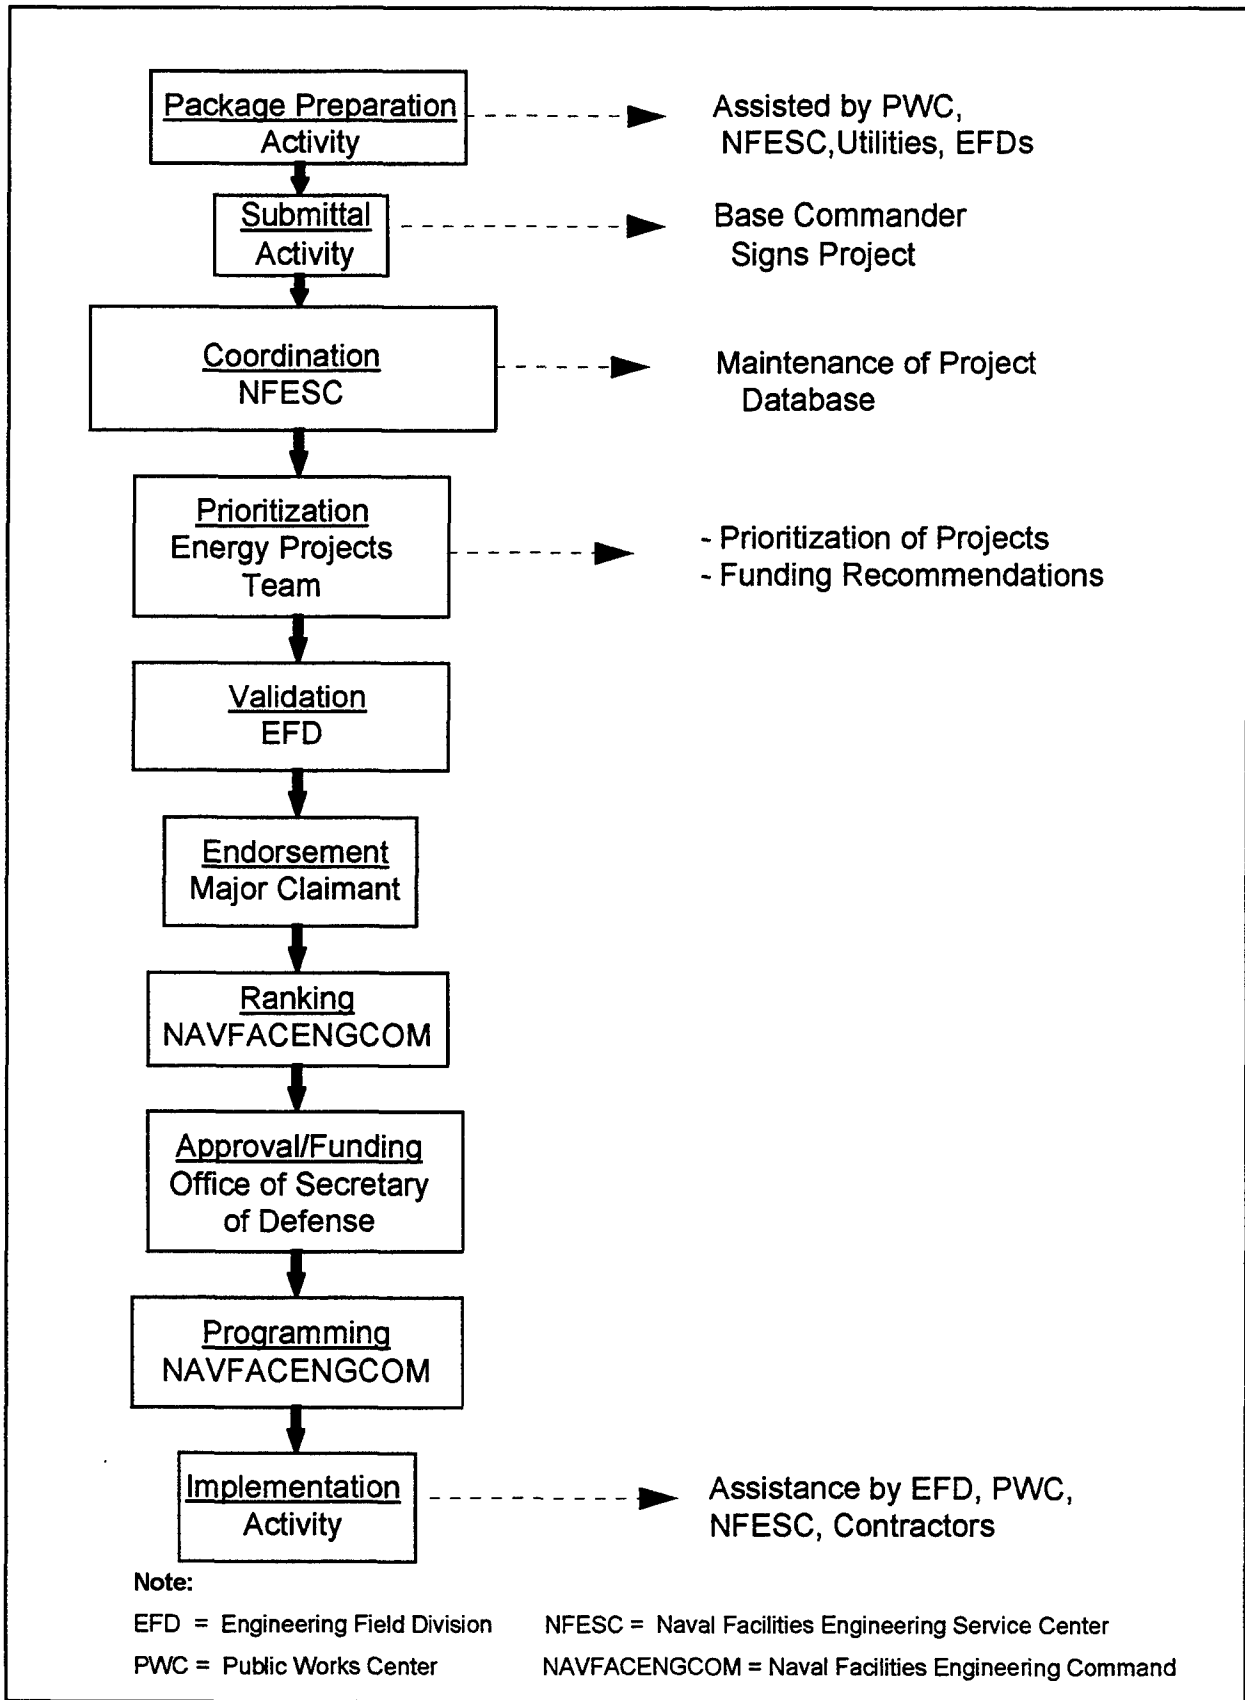 Package Preparation
Activity
Assisted by PWC,
NFESC,Utilities, EFDs
Submittal
Activity
Base Commander
Signs Project
Coordination
NFESC
Maintenance of Project
Database
Prioritization
Energy Projects
Team
- Prioritization of Projects
- Funding Recommendations
Validation
EFD
Endorsement
Major Claimant
Ranking
NAVFACENGCOM
Approval/Funding
Office of Secretary
of Defense
Programming
NAVFACENGCOM
Implementation
Activity
Assistance by EFD, PWC,
NFESC, Contractors
Note:
EFD = Engineering Field Division NFESC = Naval Facilities Engineering Service Center
PWC = Public Works Center NAVFACENGCOM = Naval Facilities Engineering Command